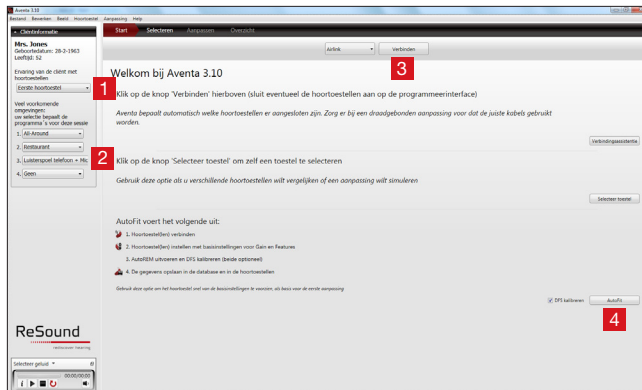 Aventa 3.10
Bestand Bewerken Beeld Hoortoestel Aanpassing Help
Cliëntinformatie
Start Selecteren Aanpassen Overzicht
Mrs. Jones
Geboortedatum: 28-2-1963
Leeftijd: 52
Airlink Verbinden
3
Ervaring van de cliënt met
hoortoestellen
Eerste hoortoestel
1
Veel voorkomende
omgevingen:
uw selectie bepaalt de
programma's voor deze sessie
1. All-Around
2. Restaurant
3. Luisterspoel telefoon + Mic
4. Geen
2
Welkom bij Aventa 3.10
Klik op de knop 'Verbinden' hierboven (sluit eventueel de hoortoestellen aan op de programmeerinterface)
Aventa bepaalt automatisch welke hoortoestellen er aangesloten zijn. Zorg er bij een draadgebonden aanpassing voor dat de juiste kabels gebruikt
worden.
Verbindingsassistentie
Klik op de knop 'Selecteer toestel' om zelf een toestel te selecteren
Gebruik deze optie als u verschillende hoortoestellen wilt vergelijken of een aanpassing wilt simuleren
Selecteer toestel
AutoFit voert het volgende uit:
1. Hoortoestel(len) verbinden
2. Hoortoestel(len) instellen met basisinstellingen voor Gain en Features
3. AutoREM uitvoeren en DFS kalibreren (beide optioneel)
4. De gegevens opslaan in de database en in de hoortoestellen
Gebruik deze optie om het hoortoestel snel van de basisinstellingen te voorzien, als basis voor de eerste aanpassing
DFS kalibreren AutoFit
4
ReSound
rediscover hearing
Selecteer geluid
00:00/00:00